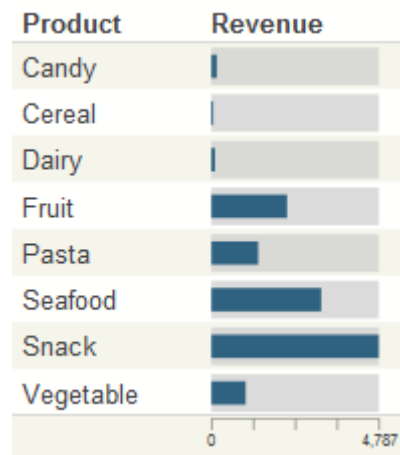 Product Revenue
Candy
Cereal
Dairy
Fruit
Pasta
Seafood
Snack
Vegetable
0 4,787